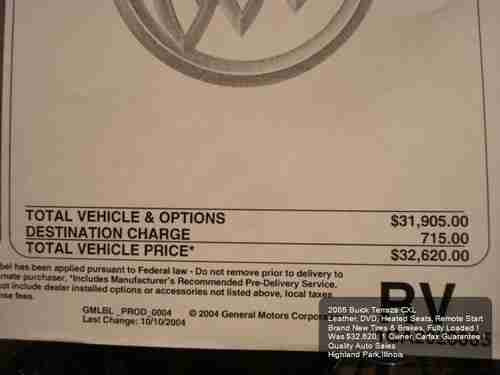 TOTAL VEHICLE & OPTIONS $31,905.00
DESTINATION CHARGE 715.00
TOTAL VEHICLE PRICE* $32,620.00
bel has been applied pursuant to Federal law - Do not remove prior to delivery to
mate purchaser. *Includes Manufacturer's Recommended Pre-Delivery Service.
not include dealer installed options or accessories not listed above, local taxes
nse fees.
GMLBL_PROD_0004 © 2004 General Motors Corpora
Last Change: 10/10/2004
BV
2005 Buick Terraza CXL
Leather, DVD, Heated Seats, Remote Start
Brand New Tires & Brakes, Fully Loaded !
Was $32,620, 1 Owner, Carfax Guarantee
Quality Auto Sales
Highland Park,Illinois